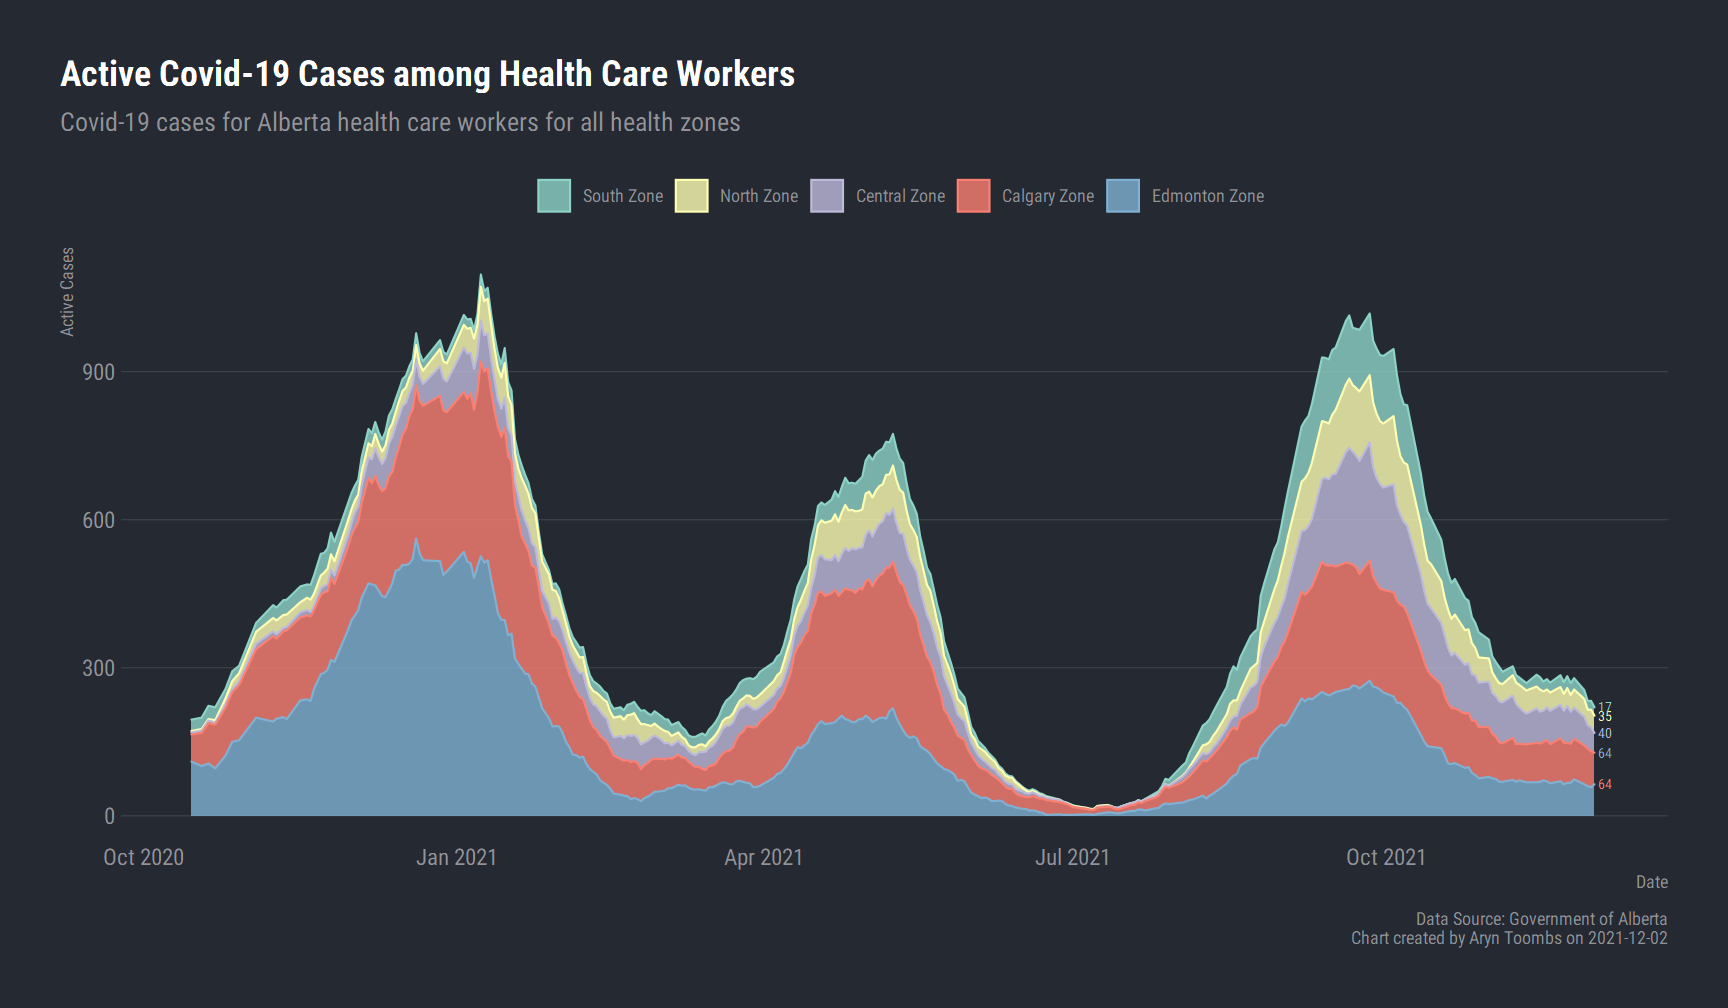 Active Covid-19 Cases among Health Care Workers
Covid-19 cases for Alberta health care workers for all health zones
South Zone North Zone Central Zone Calgary Zone Edmonton Zone
Active Cases
900
600
300
0
17
35
40
64
64
Oct 2020 Jan 2021 Apr 2021 Jul 2021 Oct 2021
Date
Data Source: Government of Alberta
Chart created by Aryn Toombs on 2021-12-02